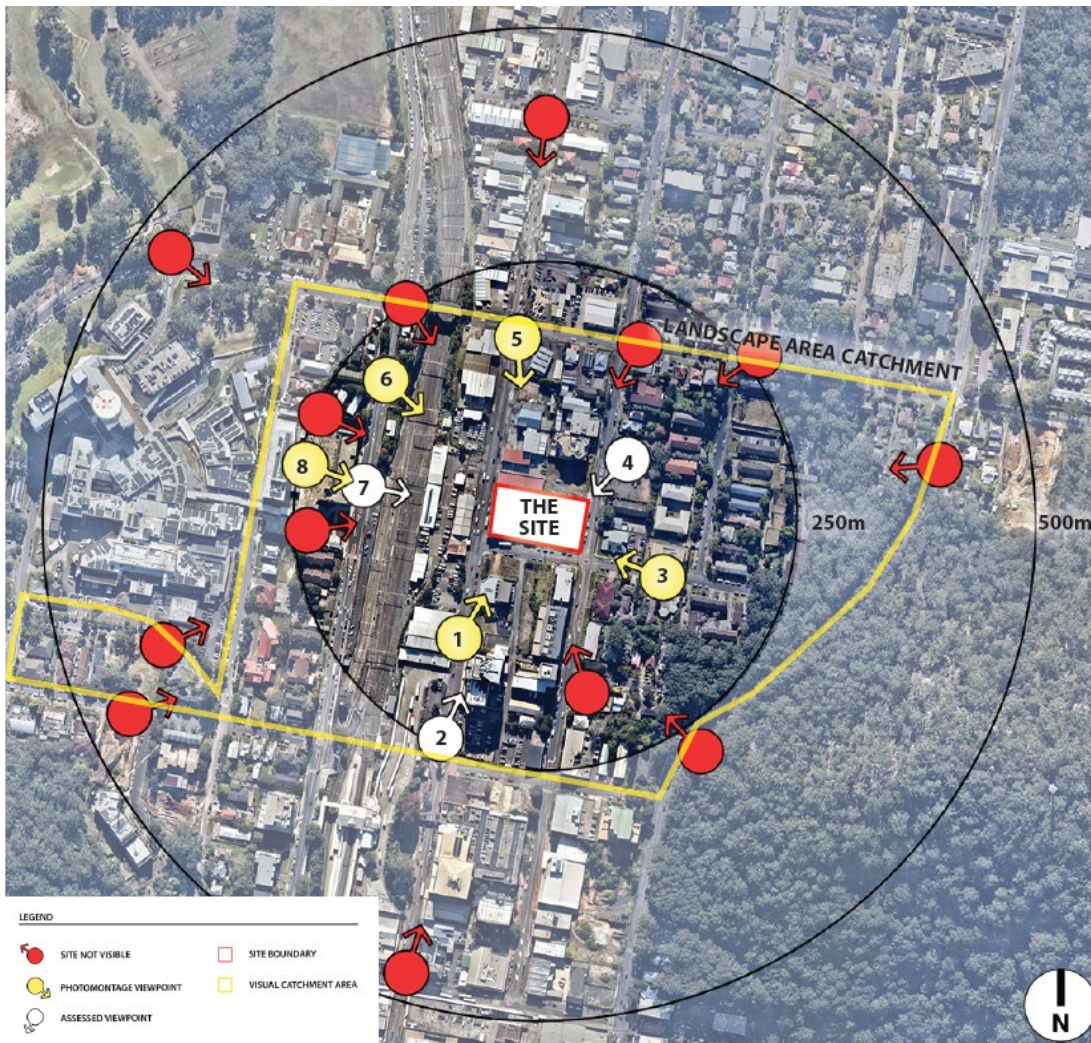 5
LANDSCAPE AREA CATCHMENT
6
8
7
4
THE
SITE
250m
500m
3
1
2
LEGEND
SITE NOT VISIBLE
SITE BOUNDARY
PHOTOMONTAGE VIEWPOINT
VISUAL CATCHMENT AREA
ASSESSED VIEWPOINT
N